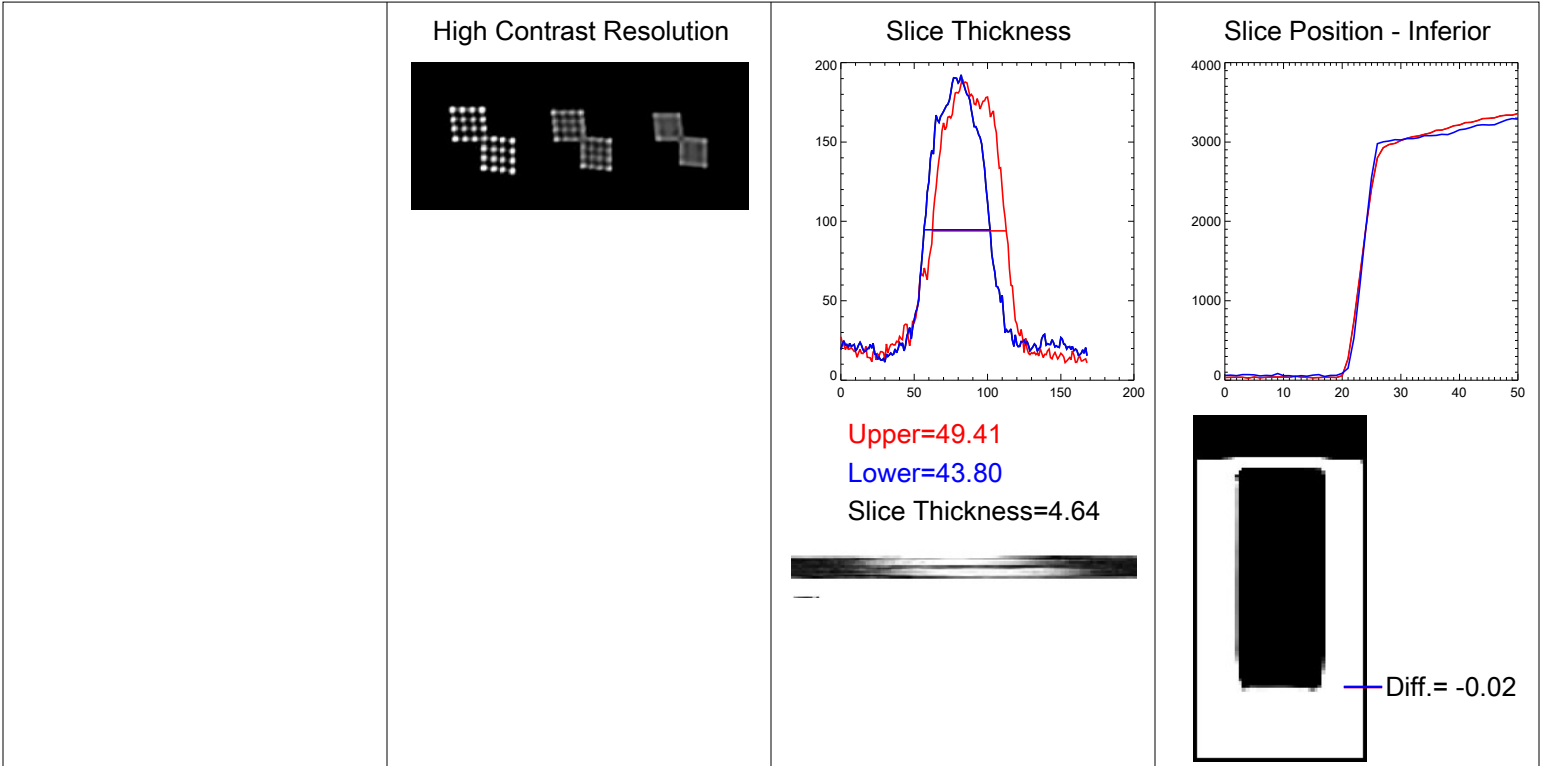 High Contrast Resolution
Slice Thickness
200
150
100
50
0
0 50 100 150 200
Upper=49.41
Lower=43.80
Slice Thickness=4.64
Slice Position - Inferior
4000
3000
2000
1000
0
0 10 20 30 40 50
Diff.= -0.02